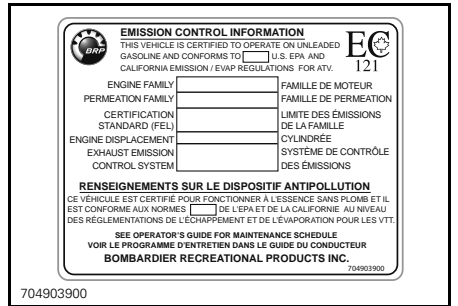 EMISSION CONTROL INFORMATION
THIS VEHICLE IS CERTIFIED TO OPERATE ON UNLEADED
GASOLINE AND CONFORMS TO U.S. EPA AND
CALIFORNIA EMISSION / EVAP REGULATIONS FOR ATV.
BRP
EC
121
ENGINE FAMILY FAMILLE DE MOTEUR
PERMEATION FAMILY FAMILLE DE PERMEATION
CERTIFICATION LIMITE DES ÉMISSIONS
STANDARD (FEL) DE LA FAMILLE
ENGINE DISPLACEMENT CYLINDRÉE
EXHAUST EMISSION SYSTÈME DE CONTRÔLE
CONTROL SYSTEM DES ÉMISSIONS
RENSEIGNEMENTS SUR LE DISPOSITIF ANTIPOLLUTION
CE VÉHICULE EST CERTIFIÉ POUR FONCTIONNER À L'ESSENCE SANS PLOMB ET IL
EST CONFORME AUX NORMES DE L'EPA ET DE LA CALIFORNIE AU NIVEAU
DES RÉGLEMENTATIONS DE L'ÉCHAPPEMENT ET DE L'ÉVAPORATION POUR LES VTT.
SEE OPERATOR'S GUIDE FOR MAINTENANCE SCHEDULE
VOIR LE PROGRAMME D'ENTRETIEN DANS LE GUIDE DU CONDUCTEUR
BOMBARDIER RECREATIONAL PRODUCTS INC.
704903900
704903900